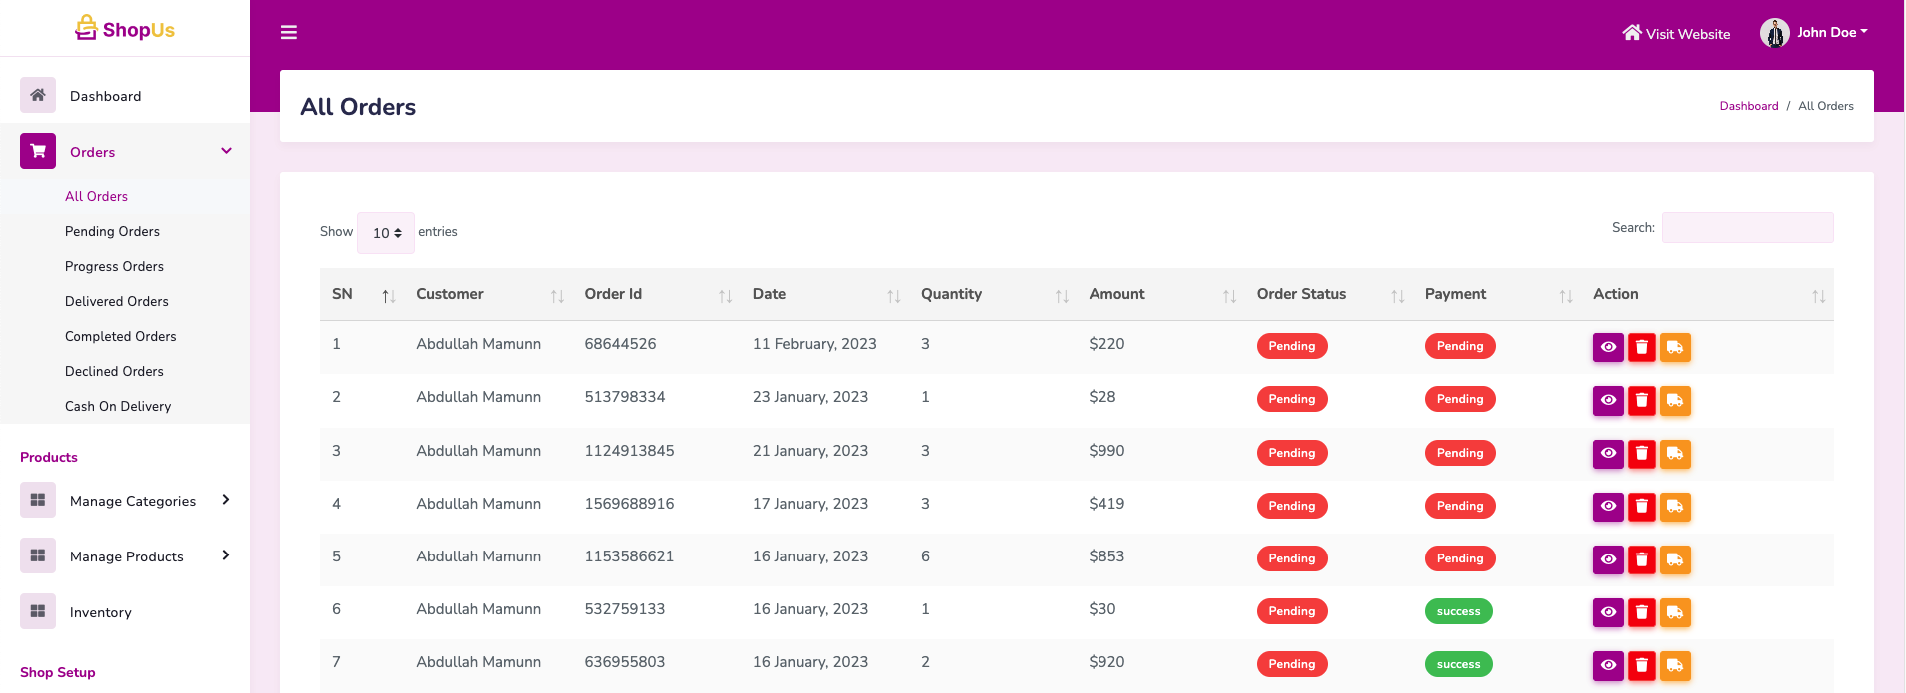 ShopUs
Visit Website
John Doe
Dashboard
Orders
All Orders
Pending Orders
Progress Orders
Delivered Orders
Completed Orders
Declined Orders
Cash On Delivery
Products
Manage Categories
Manage Products
Inventory
Shop Setup
All Orders
Dashboard / All Orders
Show 10 entries
Search:
SN Customer Order Id Date Quantity Amount Order Status Payment Action
1 Abdullah Mamunn 68644526 11 February, 2023 3 $220 Pending Pending
2 Abdullah Mamunn 513798334 23 January, 2023 1 $28 Pending Pending
3 Abdullah Mamunn 1124913845 21 January, 2023 3 $990 Pending Pending
4 Abdullah Mamunn 1569688916 17 January, 2023 3 $419 Pending Pending
5 Abdullah Mamunn 1153586621 16 January, 2023 6 $853 Pending Pending
6 Abdullah Mamunn 532759133 16 January, 2023 1 $30 Pending success
7 Abdullah Mamunn 636955803 16 January, 2023 2 $920 Pending success